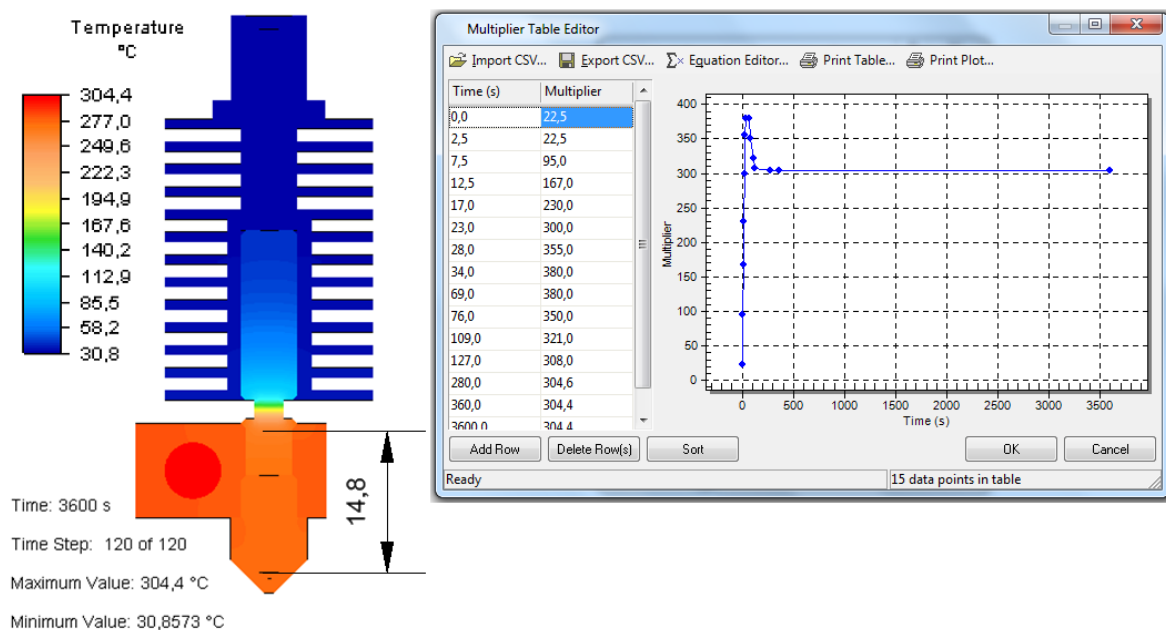 Temperature
°C
304,4
277,0
249,6
222,3
194,9
167,6
140,2
112,9
85,5
58,2
30,8
14,8
Time: 3600 s
Time Step: 120 of 120
Maximum Value: 304,4 °C
Minimum Value: 30,8573 °C
Multiplier Table Editor
Import CSV... Export CSV... Equation Editor... Print Table... Print Plot...
Time (s) Multiplier
0,0 22,5
2,5 22,5
7,5 95,0
12,5 167,0
17,0 230,0
23,0 300,0
28,0 355,0
34,0 380,0
69,0 380,0
76,0 350,0
109,0 321,0
127,0 308,0
280,0 304,6
360,0 304,4
3600,0 304,4
400
350
300
250
200
150
100
50
0
Multiplier
0 500 1000 1500 2000 2500 3000 3500
Time (s)
Add Row Delete Row(s) Sort OK Cancel
Ready 15 data points in table